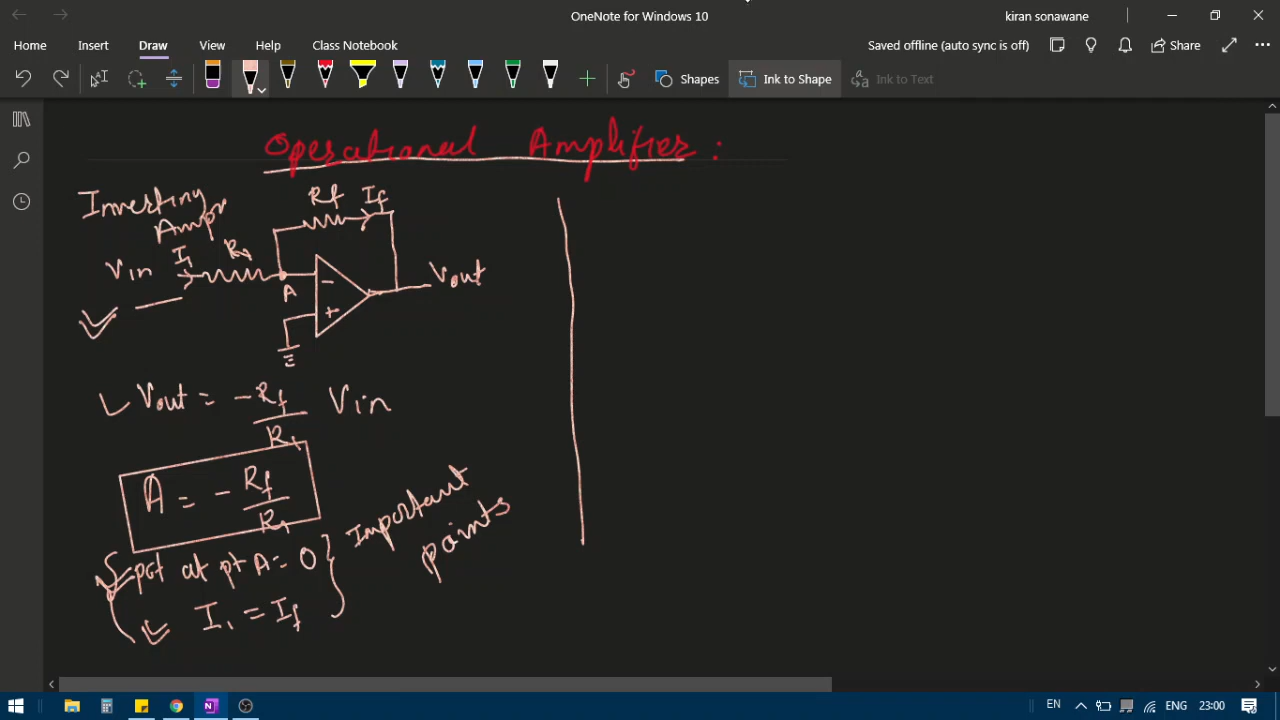 OneNote for Windows 10
kiran sonawane
Home Insert Draw View Help Class Notebook
Saved offline (auto sync is off) Share
Shapes Ink to Shape Ink to Text
Operational Amplifier :
Inverting
Ampr
Rf If
I1 R1
Vin
A
Vout
-
+
Vout = -Rf/R1 Vin
A = - Rf/R1
Important
points
pot at pt A = 0
I1 = If
EN ENG 23:00